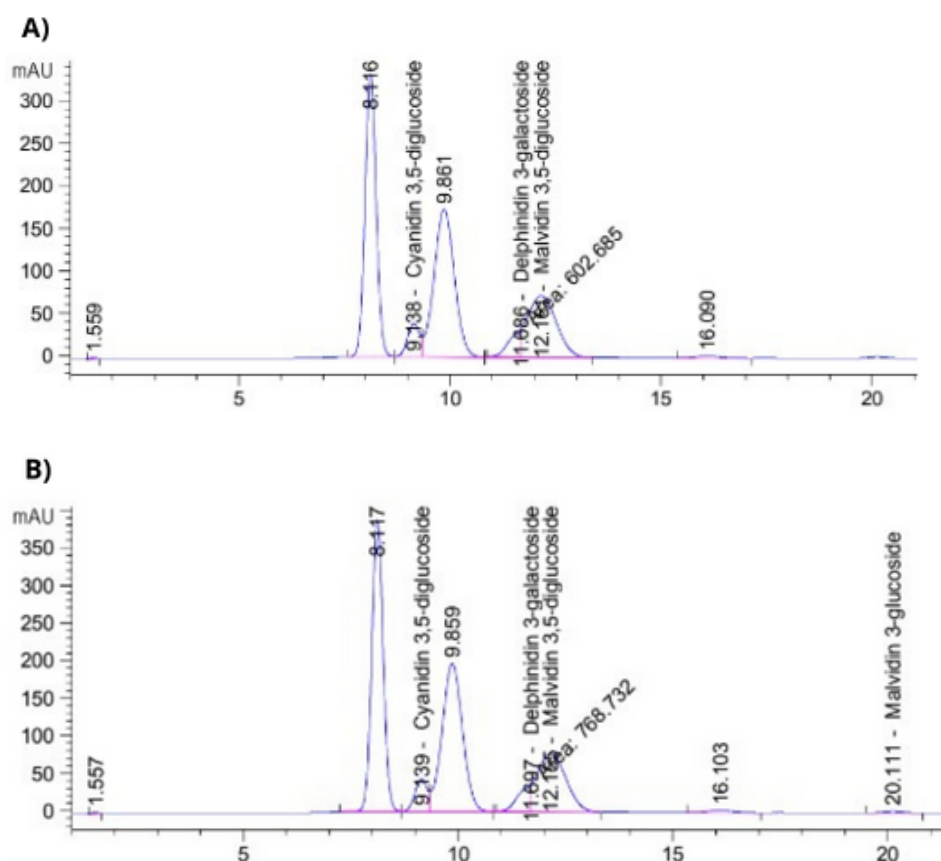 A)
mAU
300
250
200
150
100
50
0
1.559
8.116
9.138 - Cyanidin 3,5-diglucoside
9.861
11.686 - Delphinidin 3-galactoside
Malvidin 3,5-diglucoside
Area: 602.685
16.090
5
10
15
20
B)
mAU
350
300
250
200
150
100
50
0
1.557
8.117
9.139 - Cyanidin 3,5-diglucoside
9.859
11.697 - Delphinidin 3-galactoside
Malvidin 3,5-diglucoside
Area: 768.732
16.103
20.111 - Malvidin 3-glucoside
5
10
15
20